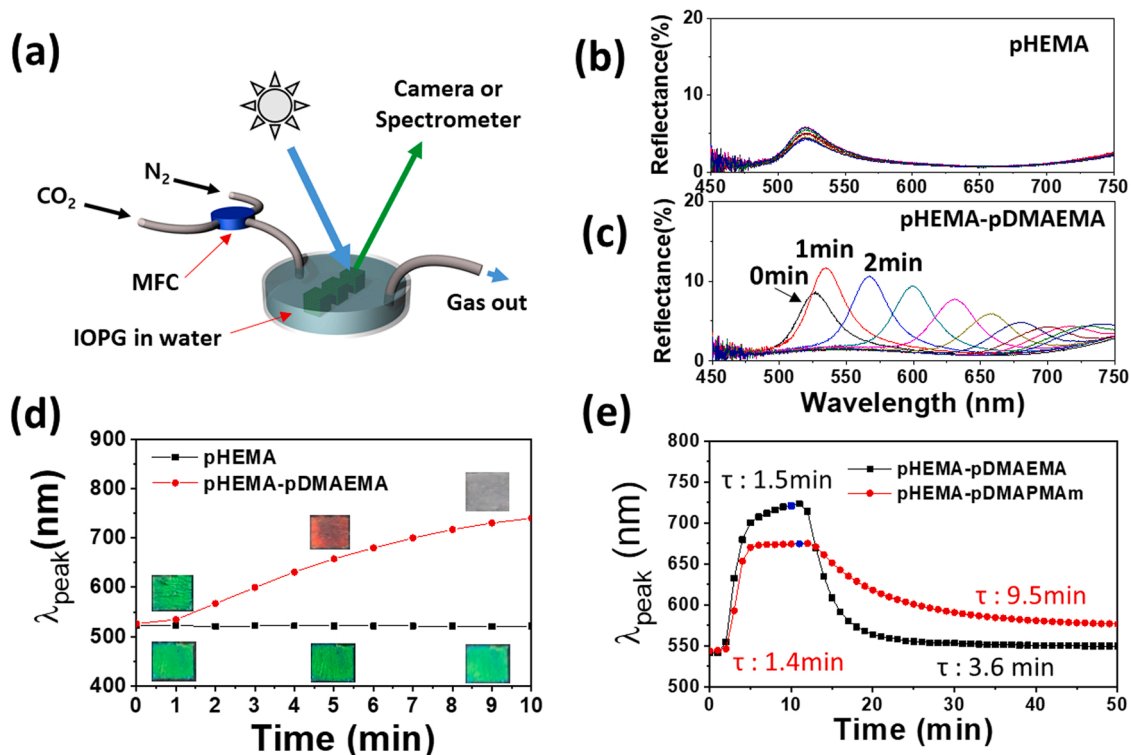 (a)
Camera or
Spectrometer
N2
CO2
MFC
Gas out
IOPG in water
(b)
20
10
0
Reflectance(%)
pHEMA
450 500 550 600 650 700 750
(c)
20
10
0
Reflectance(%)
pHEMA-pDMAEMA
1min
0min
2min
450 500 550 600 650 700 750
Wavelength (nm)
(d)
900
800
700
600
500
400
λpeak(nm)
pHEMA
pHEMA-pDMAEMA
0 1 2 3 4 5 6 7 8 9 10
Time (min)
(e)
800
750
700
650
600
550
500
λpeak (nm)
τ : 1.5min
pHEMA-pDMAEMA
pHEMA-pDMAPMAm
τ : 9.5min
τ : 1.4min
τ : 3.6 min
0 10 20 30 40 50
Time (min)